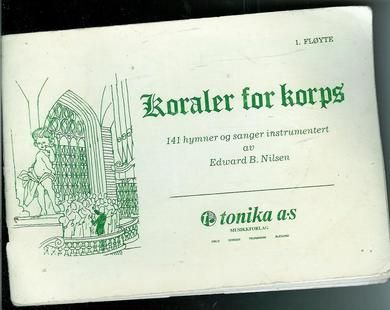 1. FLØYTE
Koraler for korps
141 hymner og sanger instrumentert
av
Edward B. Nilsen
tonika a·s
MUSIKKFORLAG